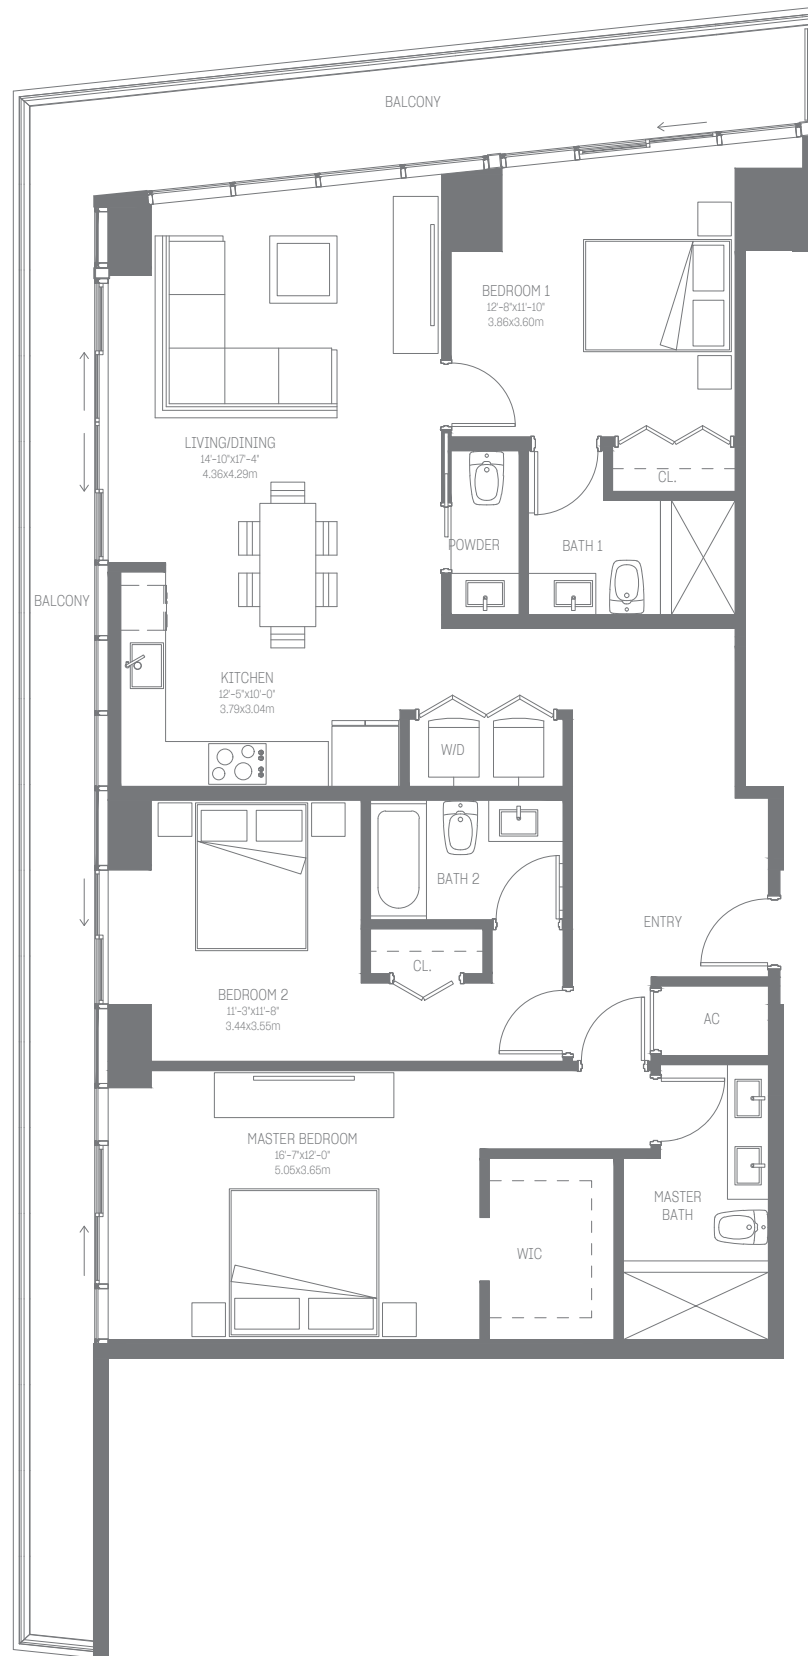 BALCONY
BEDROOM 1
12'-8"x11'-10"
3.86x3.60m
LIVING/DINING
14'-10"x17'-4"
4.36x4.29m
CL.
POWDER
BATH 1
BALCONY
KITCHEN
12'-5"x10'-0"
3.79x3.04m
W/D
BATH 2
ENTRY
CL.
BEDROOM 2
11'-3"x11'-8"
3.44x3.55m
AC
MASTER BEDROOM
16'-7"x12'-0"
5.05x3.65m
MASTER
BATH
WIC